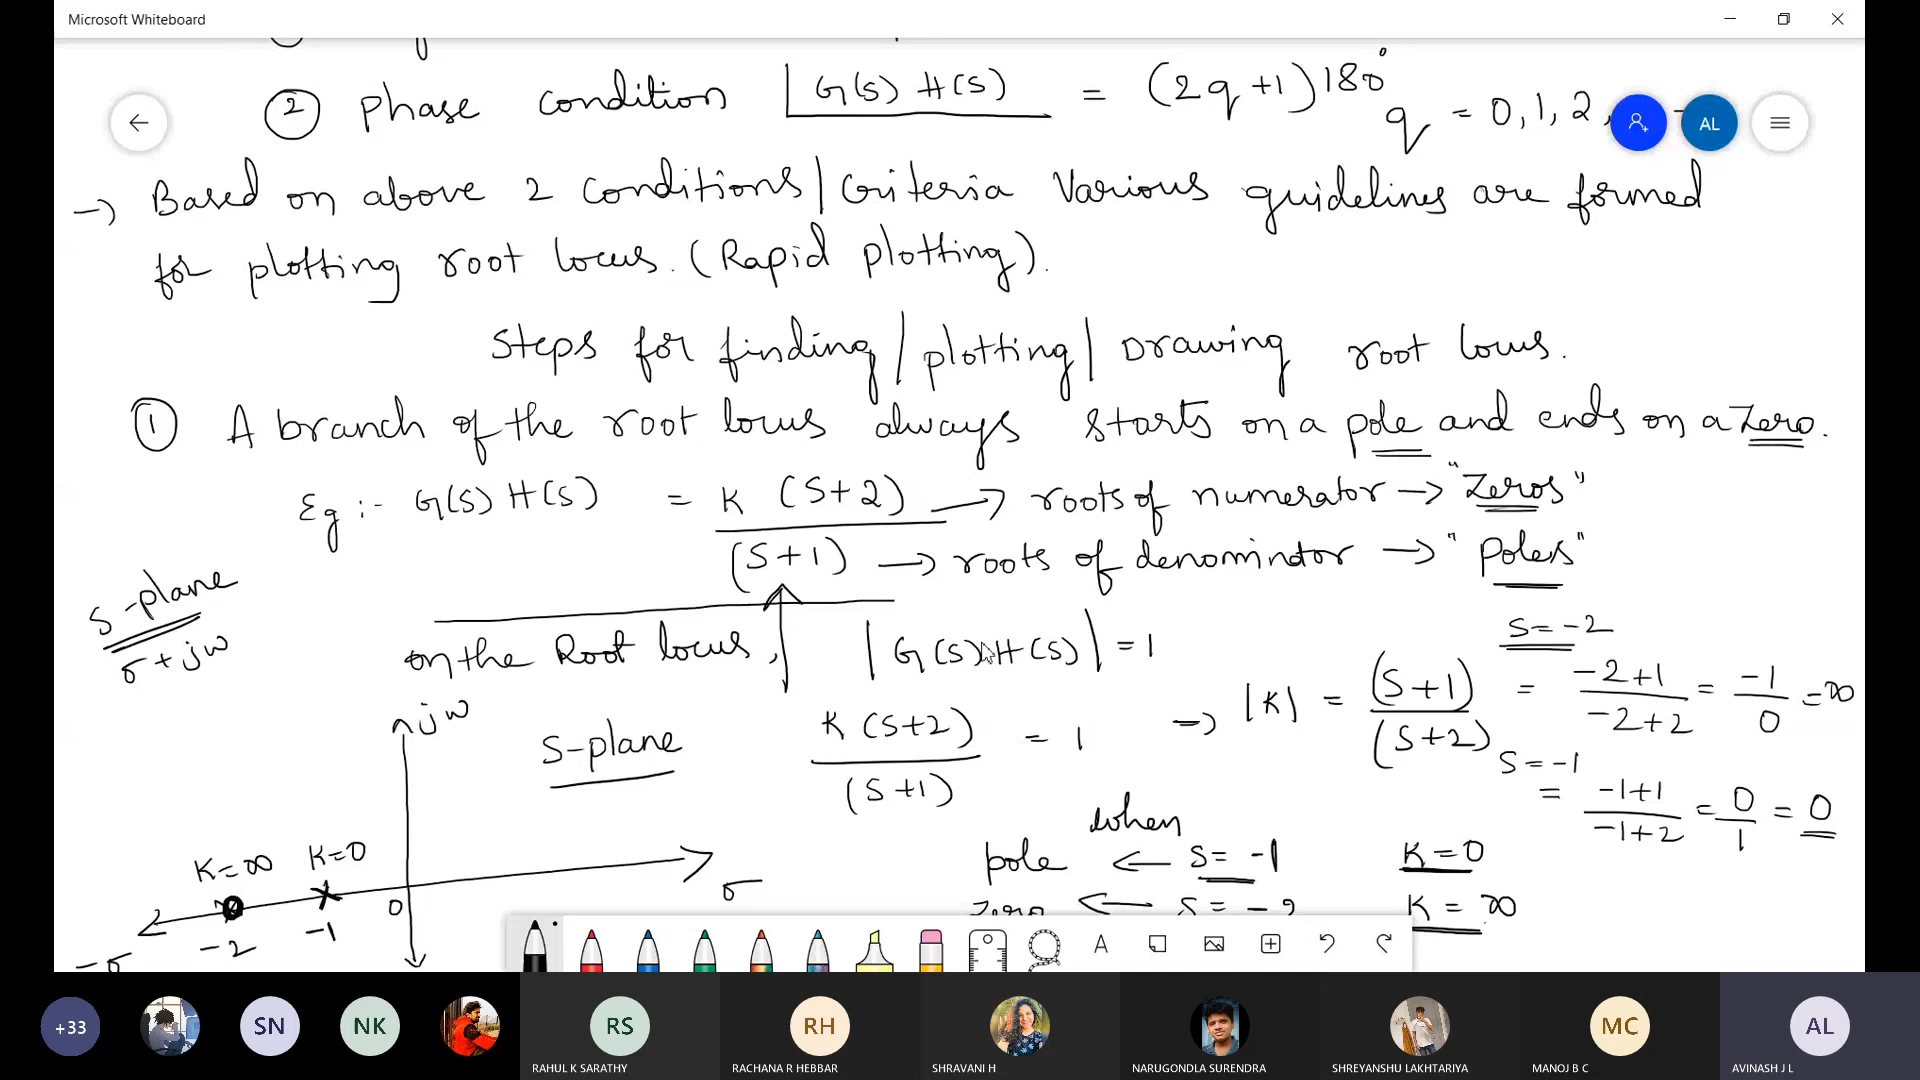 Microsoft Whiteboard
② Phase condition ∠G(s) H(s) = (2q+1)180° q = 0, 1, 2,
AL
→ Based on above 2 conditions/Criteria Various guidelines are formed
for plotting root locus. (Rapid plotting).
Steps for finding/plotting/Drawing root locus.
① A branch of the root locus always starts on a pole and ends on a Zero.
Eg :- G(s) H(s) = K (S+2) → roots of numerator → "Zeros"
(S+1) → roots of denomintor → "Poles"
S-plane
σ+jω
on the Root locus, |G(s) H(s)| = 1
S = -2
|K| = (S+1)/(S+2) = -2+1/-2+2 = -1/0 = ∞
K (S+2)/(S+1) = 1 →
S = -1
= -1+1/-1+2 = 0/1 = 0
jω
S-plane
when
pole ← S = -1 K = 0
zero ← S = -2 K = ∞
K=∞ K=0
-2 -1 0 σ
-σ
A
+33 SN NK RS RH MC AL
RAHUL K SARATHY RACHANA R HEBBAR SHRAVANI H NARUGONDLA SURENDRA SHREYANSHU LAKHTARIYA MANOJ B C AVINASH J L